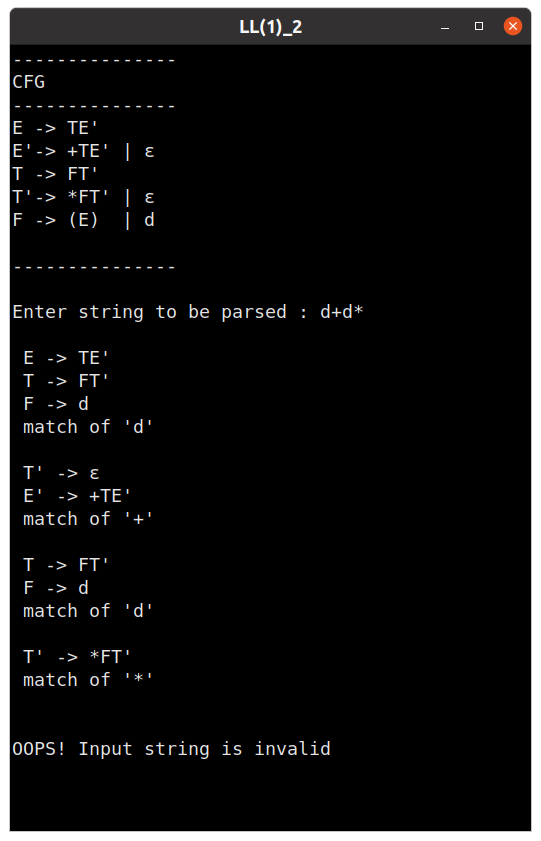 LL(1)_2
---------------
CFG
---------------
E -> TE'
E'-> +TE' | ε
T -> FT'
T'-> *FT' | ε
F -> (E)  | d
---------------
Enter string to be parsed : d+d*
E -> TE'
T -> FT'
F -> d
match of 'd'
T' -> ε
E' -> +TE'
match of '+'
T -> FT'
F -> d
match of 'd'
T' -> *FT'
match of '*'
OOPS! Input string is invalid